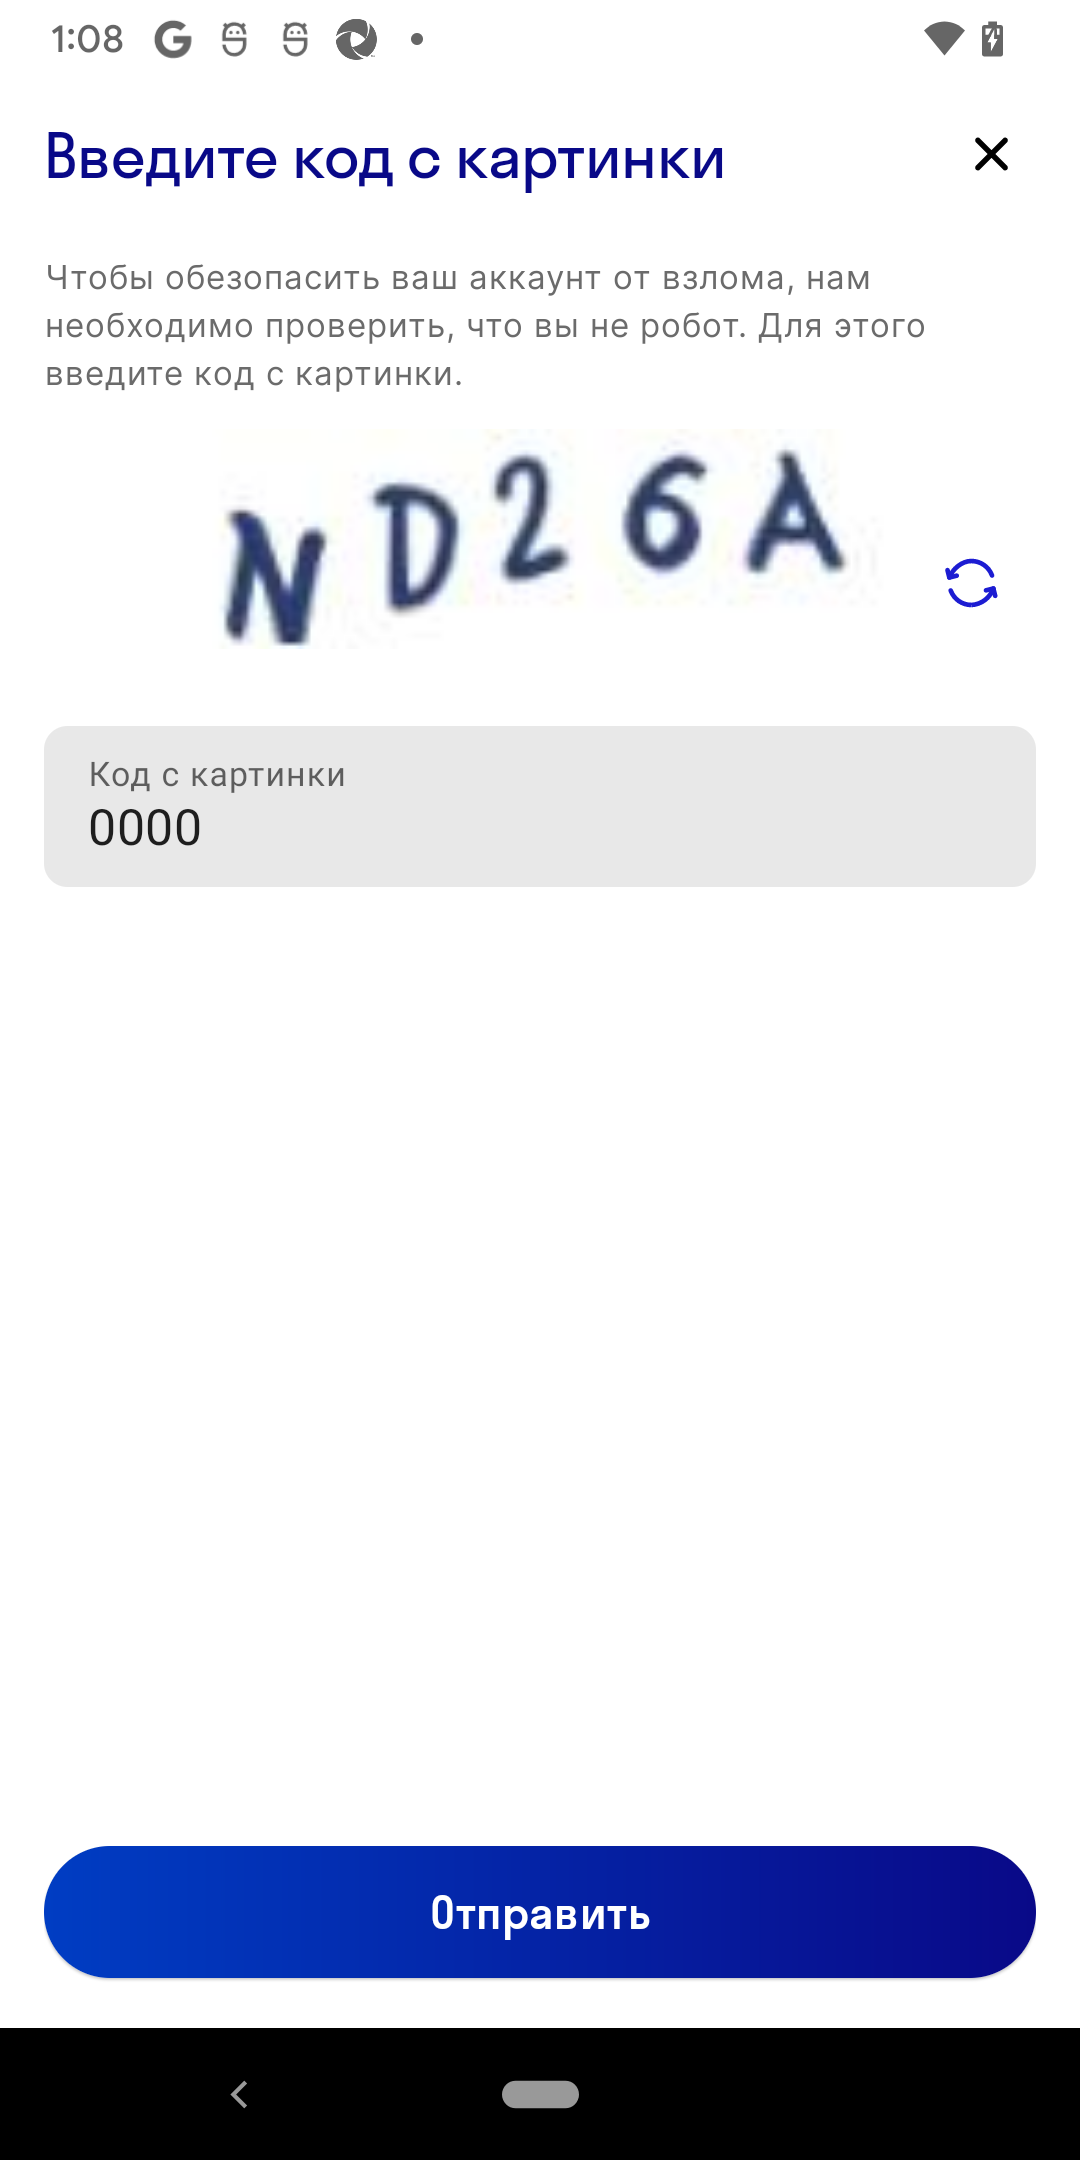 1:08
Введите код с картинки
Чтобы обезопасить ваш аккаунт от взлома, нам
необходимо проверить, что вы не робот. Для этого
введите код с картинки.
ND26A
Код с картинки
0000
Отправить